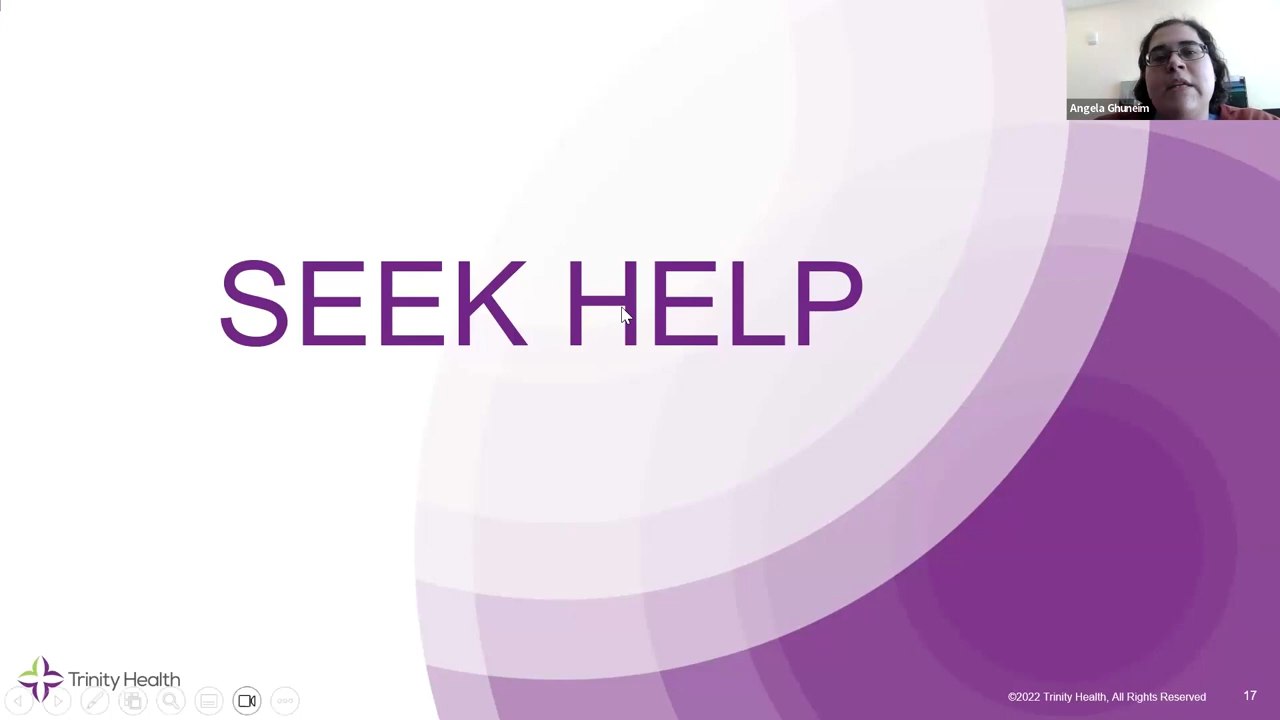 Angela Ghuneim
SEEK HELP
Trinity Health
©2022 Trinity Health, All Rights Reserved
17